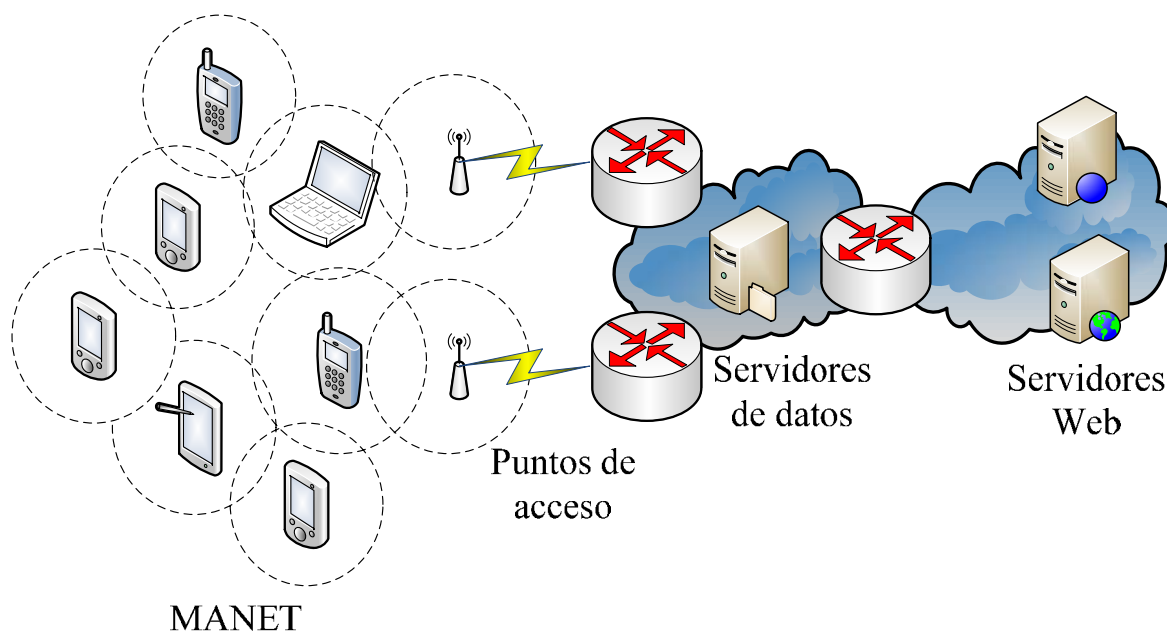 Servidores
de datos
Servidores
Web
Puntos de
acceso
MANET